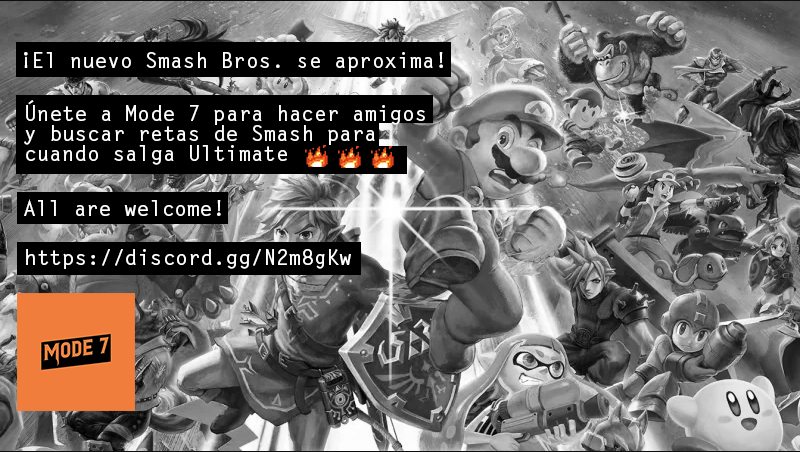 ¡El nuevo Smash Bros. se aproxima!
Únete a Mode 7 para hacer amigos
y buscar retas de Smash para
cuando salga Ultimate 🔥🔥🔥
All are welcome!
https://discord.gg/N2m8gKw
MODE 7